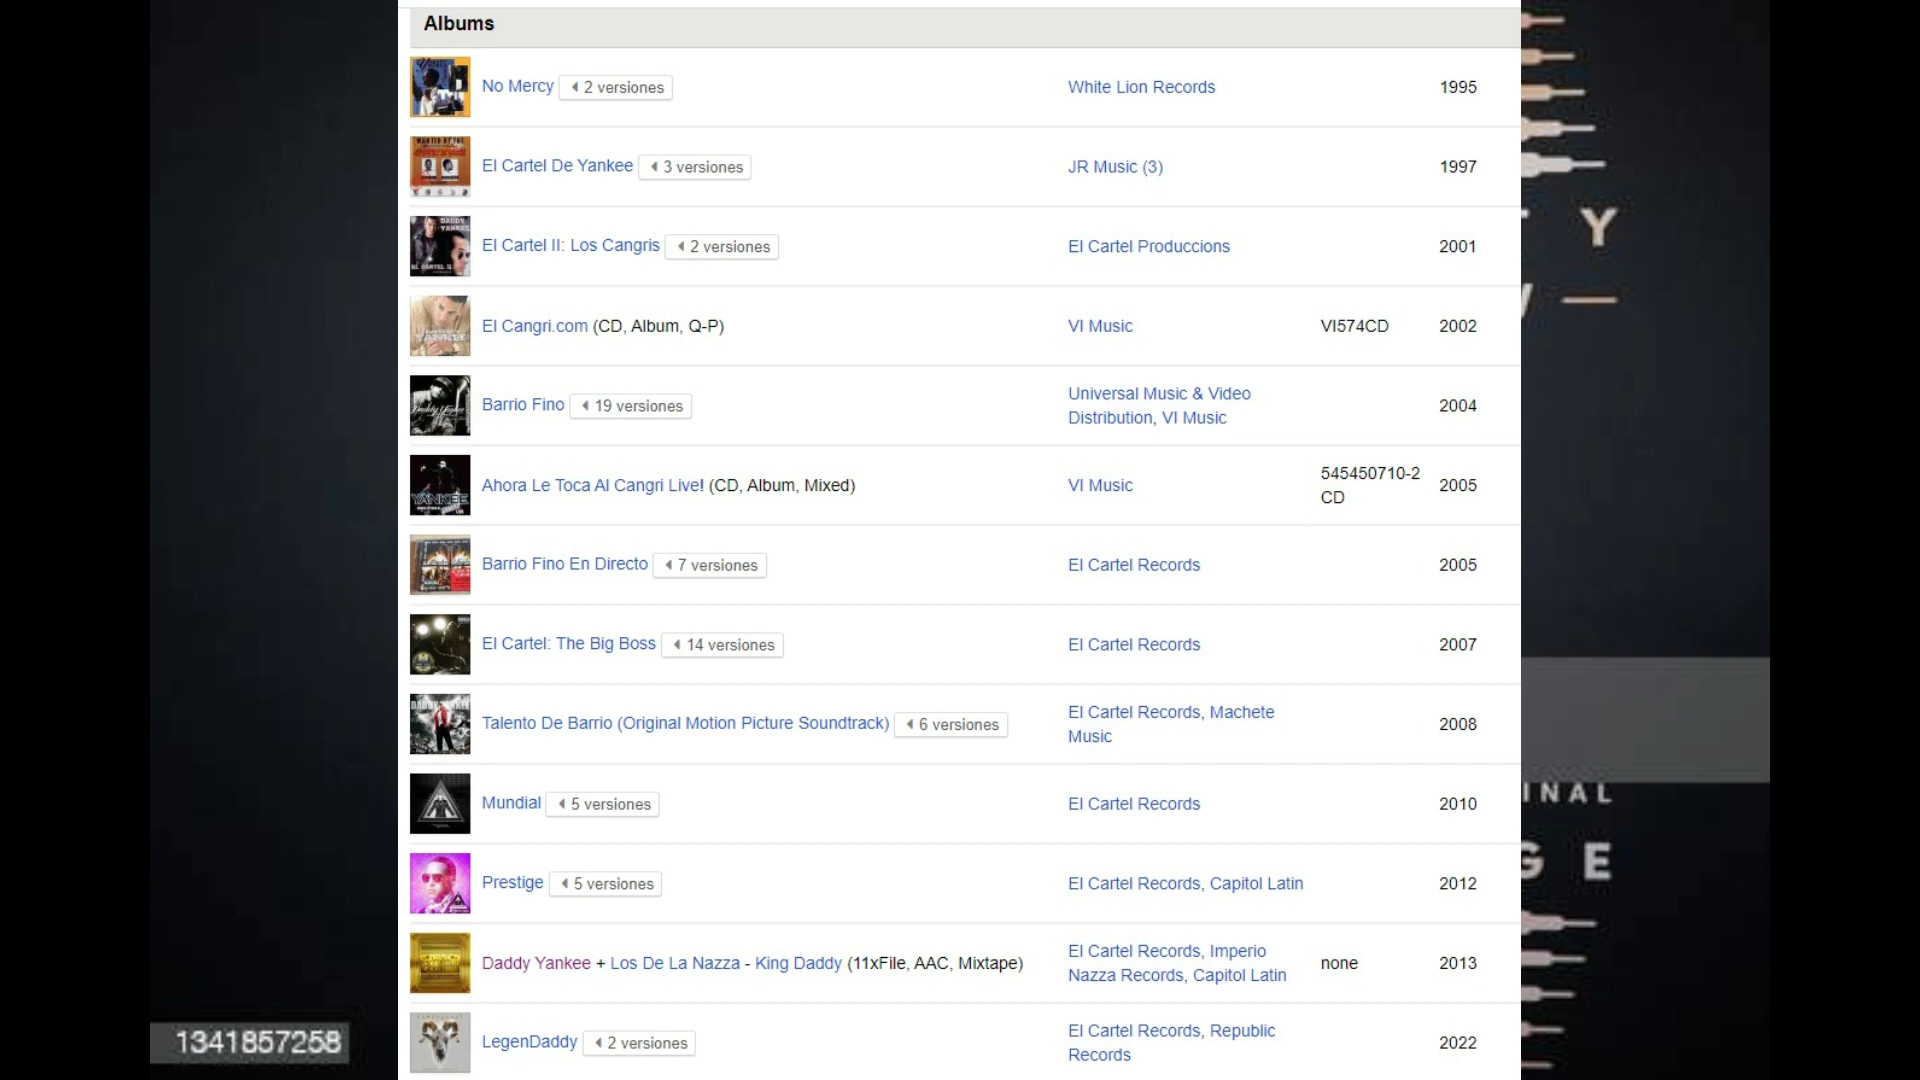 Albums
No Mercy 2 versiones White Lion Records 1995
El Cartel De Yankee 3 versiones JR Music (3) 1997
El Cartel II: Los Cangris 2 versiones El Cartel Produccions 2001
El Cangri.com (CD, Album, Q-P) VI Music VI574CD 2002
Barrio Fino 19 versiones Universal Music & Video Distribution, VI Music 2004
Ahora Le Toca Al Cangri Live! (CD, Album, Mixed) VI Music 545450710-2 CD 2005
Barrio Fino En Directo 7 versiones El Cartel Records 2005
El Cartel: The Big Boss 14 versiones El Cartel Records 2007
Talento De Barrio (Original Motion Picture Soundtrack) 6 versiones El Cartel Records, Machete Music 2008
Mundial 5 versiones El Cartel Records 2010
Prestige 5 versiones El Cartel Records, Capitol Latin 2012
Daddy Yankee + Los De La Nazza - King Daddy (11xFile, AAC, Mixtape) El Cartel Records, Imperio Nazza Records, Capitol Latin none 2013
LegenDaddy 2 versiones El Cartel Records, Republic Records 2022
Y
INAL
G E
1341857258